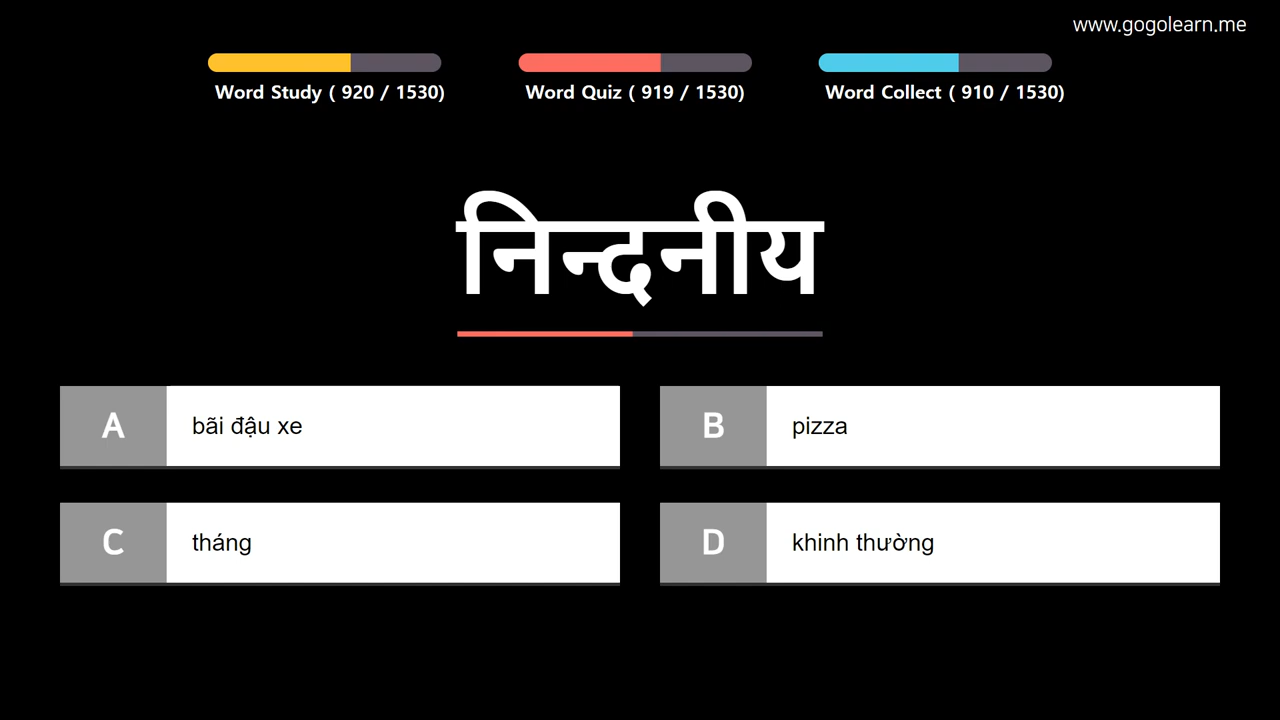 www.gogolearn.me
Word Study ( 920 / 1530)
Word Quiz ( 919 / 1530)
Word Collect ( 910 / 1530)
निन्दनीय
A bãi đậu xe
B pizza
C tháng
D khinh thường